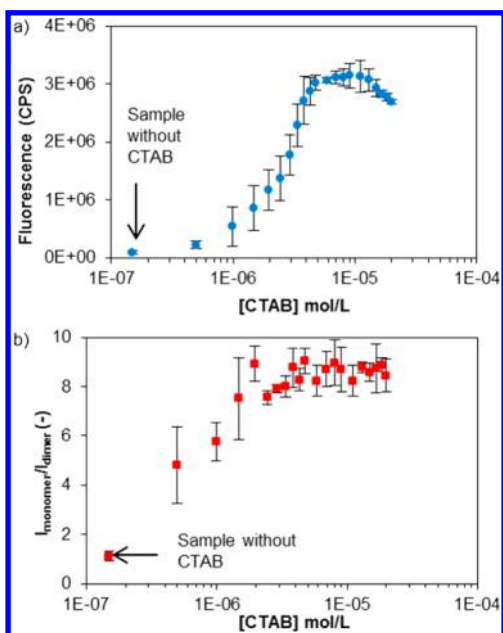 a)
4E+06
3E+06
2E+06
1E+06
0E+00
Fluorescence (CPS)
Sample
without
CTAB
1E-07
1E-06
1E-05
1E-04
[CTAB] mol/L
b)
10
8
6
4
2
0
Imonomer/Idimer (-)
Sample without
CTAB
1E-07
1E-06
1E-05
1E-04
[CTAB] mol/L